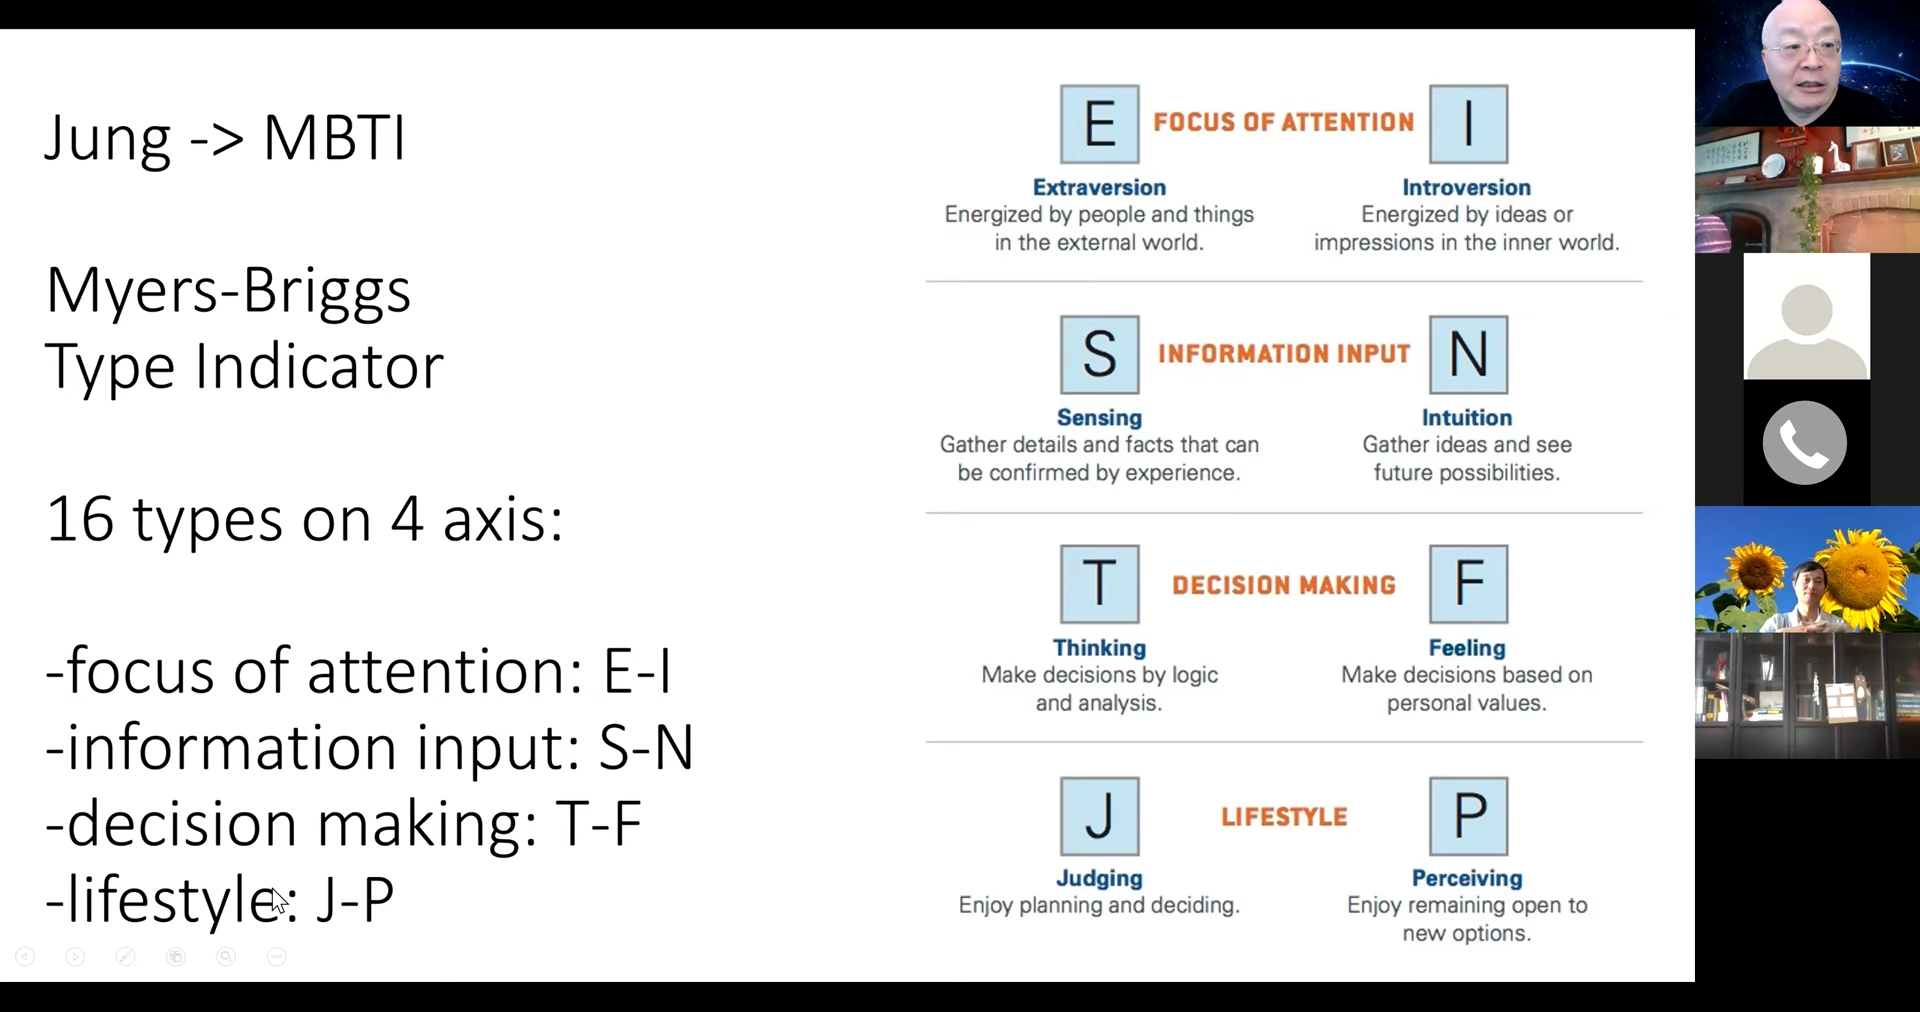 Jung -> MBTI
Myers-Briggs
Type Indicator
16 types on 4 axis:
-focus of attention: E-I
-information input: S-N
-decision making: T-F
-lifestyle: J-P
E FOCUS OF ATTENTION I
Extraversion
Energized by people and things
in the external world.
Introversion
Energized by ideas or
impressions in the inner world.
S INFORMATION INPUT N
Sensing
Gather details and facts that can
be confirmed by experience.
Intuition
Gather ideas and see
future possibilities.
T DECISION MAKING F
Thinking
Make decisions by logic
and analysis.
Feeling
Make decisions based on
personal values.
J LIFESTYLE P
Judging
Enjoy planning and deciding.
Perceiving
Enjoy remaining open to
new options.